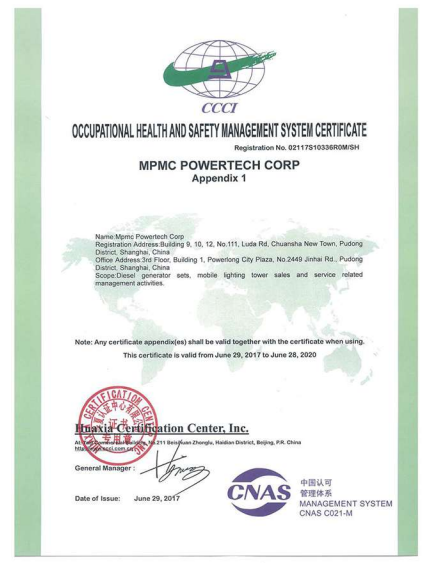 CCCI
OCCUPATIONAL HEALTH AND SAFETY MANAGEMENT SYSTEM CERTIFICATE
Registration No. 02117S10336R0M/SH
MPMC POWERTECH CORP
Appendix 1
Name:Mpmc Powertech Corp
Registration Address:Building 9, 10, 12, No.111, Luda Rd, Chuansha New Town, Pudong
District, Shanghai, China
Office Address:3rd Floor, Building 1, Powerlong City Plaza, No.2449 Jinhai Rd., Pudong
District, Shanghai, China
Scope:Diesel generator sets, mobile lighting tower sales and service related
management activities.
Note: Any certificate appendix(es) shall be valid together with the certificate when using.
This certificate is valid from June 29, 2017 to June 28, 2020
Huaxia Certification Center, Inc.
211 Beisihuan Zhonglu, Haidian District, Beijing, P.R. China
General Manager :
Date of Issue: June 29, 2017
CNAS
中国认可
管理体系
MANAGEMENT SYSTEM
CNAS C021-M